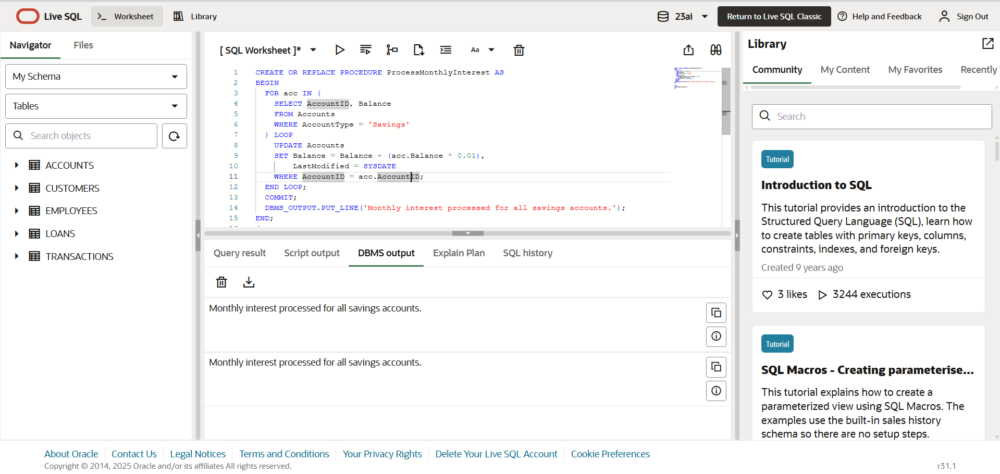 Live SQL
Worksheet
Library
23ai
Return to Live SQL Classic
Help and Feedback
Sign Out
Navigator
Files
My Schema
Tables
Search objects
ACCOUNTS
CUSTOMERS
EMPLOYEES
LOANS
TRANSACTIONS
[ SQL Worksheet ]*
Aa
1 CREATE OR REPLACE PROCEDURE ProcessMonthlyInterest AS
2 BEGIN
3 FOR acc IN (
4 SELECT AccountID, Balance
5 FROM Accounts
6 WHERE AccountType = 'Savings'
7 ) LOOP
8 UPDATE Accounts
9 SET Balance = Balance + (acc.Balance * 0.01),
10 LastModified = SYSDATE
11 WHERE AccountID = acc.AccountID;
12 END LOOP;
13 COMMIT;
14 DBMS_OUTPUT.PUT_LINE('Monthly interest processed for all savings accounts.');
15 END;
Query result
Script output
DBMS output
Explain Plan
SQL history
Monthly interest processed for all savings accounts.
Monthly interest processed for all savings accounts.
Library
Community
My Content
My Favorites
Recently
Search
Tutorial
Introduction to SQL
This tutorial provides an introduction to the
Structured Query Language (SQL), learn how
to create tables with primary keys, columns,
constraints, indexes, and foreign keys.
Created 9 years ago
3 likes
3244 executions
Tutorial
SQL Macros - Creating parameterise...
This tutorial explains how to create a
parameterized view using SQL Macros. The
examples use the built-in sales history
schema so there are no setup steps.
About Oracle
Contact Us
Legal Notices
Terms and Conditions
Your Privacy Rights
Delete Your Live SQL Account
Cookie Preferences
Copyright © 2014, 2025 Oracle and/or its affiliates All rights reserved.
r31.1